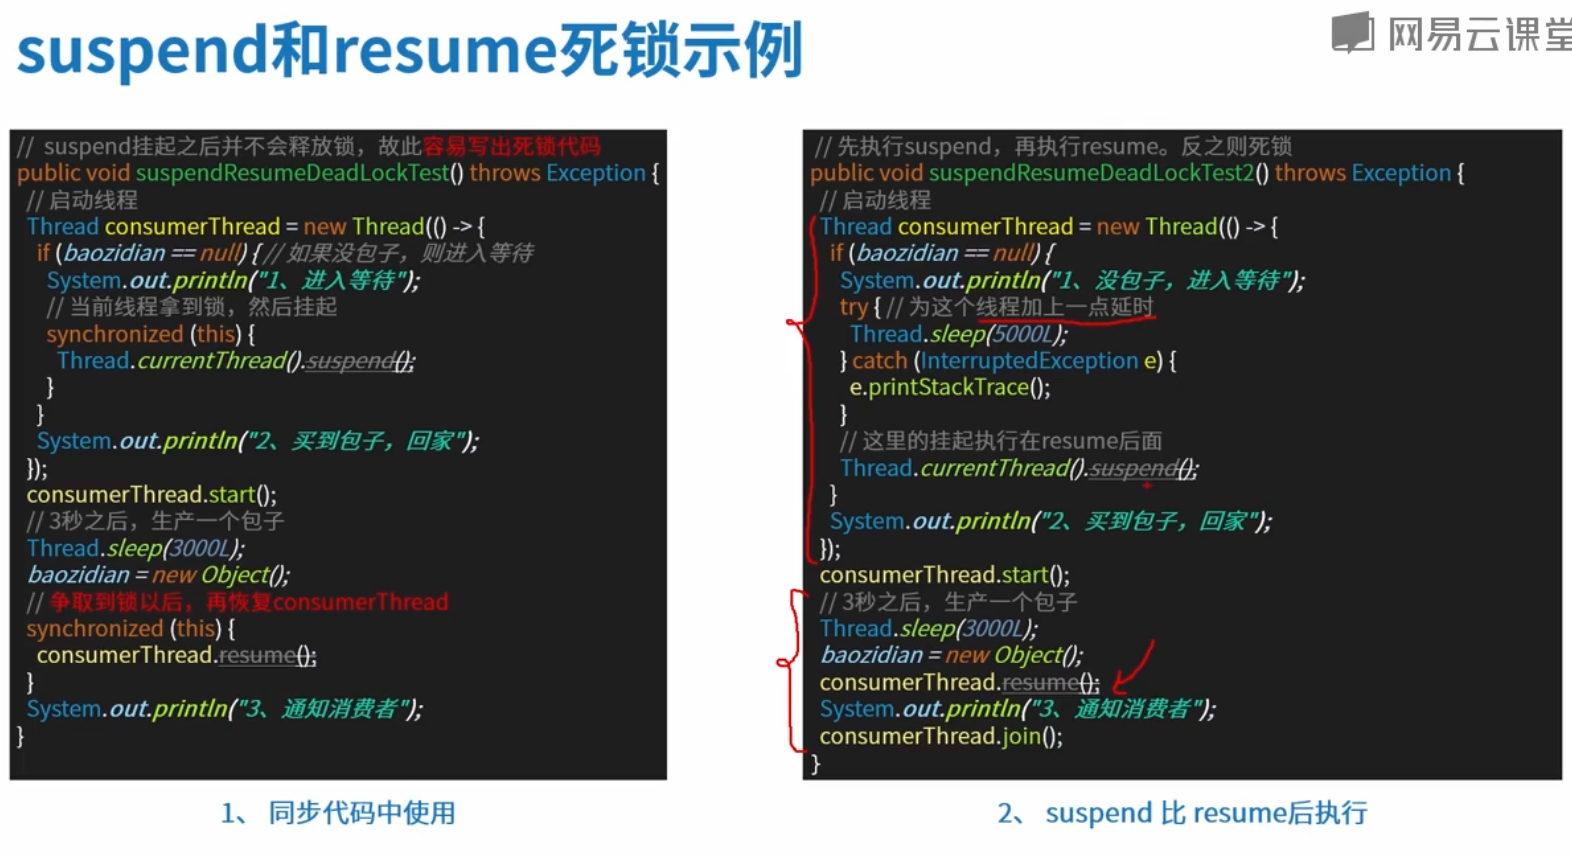 suspend和resume死锁示例
网易云课堂
// suspend挂起之后并不会释放锁，故此容易写出死锁代码
public void suspendResumeDeadLockTest() throws Exception {
// 启动线程
Thread consumerThread = new Thread(() -> {
if (baozidian == null) { // 如果没包子，则进入等待
System.out.println("1、进入等待");
// 当前线程拿到锁，然后挂起
synchronized (this) {
Thread.currentThread().suspend();
}
}
System.out.println("2、买到包子，回家");
});
consumerThread.start();
// 3秒之后，生产一个包子
Thread.sleep(3000L);
baozidian = new Object();
// 争取到锁以后，再恢复consumerThread
synchronized (this) {
consumerThread.resume();
}
System.out.println("3、通知消费者");
}
1、 同步代码中使用
// 先执行suspend，再执行resume。反之则死锁
public void suspendResumeDeadLockTest2() throws Exception {
// 启动线程
Thread consumerThread = new Thread(() -> {
if (baozidian == null) {
System.out.println("1、没包子，进入等待");
try { // 为这个线程加上一点延时
Thread.sleep(5000L);
} catch (InterruptedException e) {
e.printStackTrace();
}
// 这里的挂起执行在resume后面
Thread.currentThread().suspend();
}
System.out.println("2、买到包子，回家");
});
consumerThread.start();
// 3秒之后，生产一个包子
Thread.sleep(3000L);
baozidian = new Object();
consumerThread.resume();
System.out.println("3、通知消费者");
consumerThread.join();
}
2、 suspend 比 resume后执行